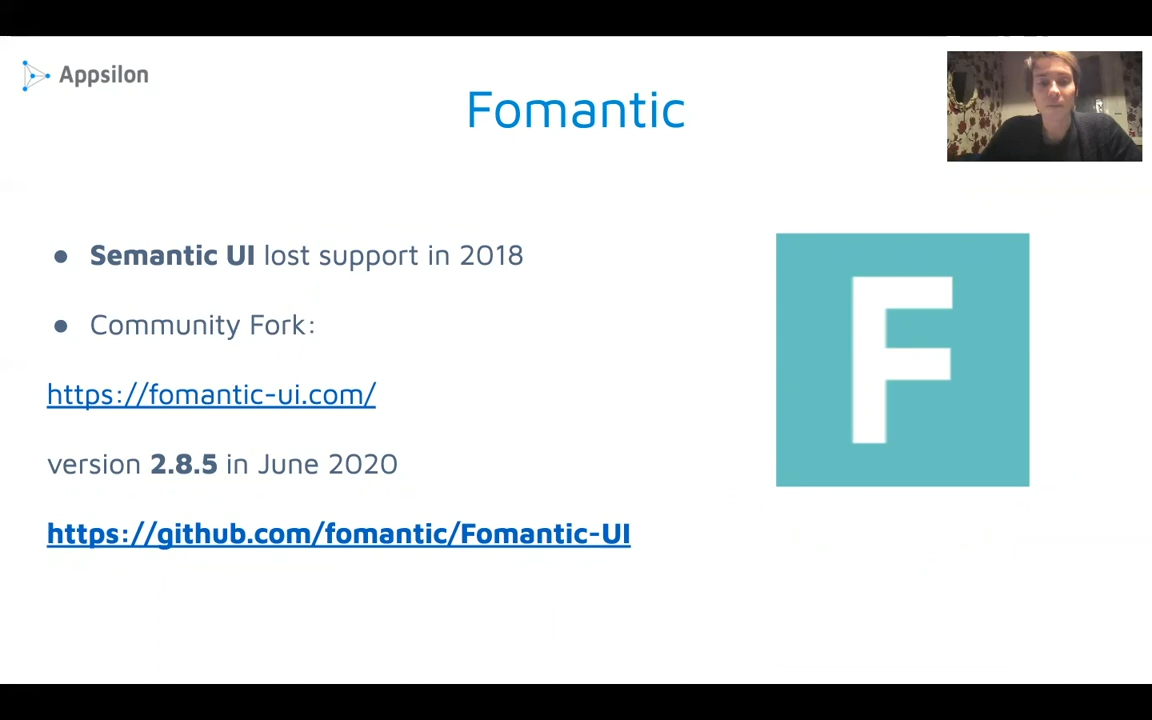 Appsilon
Fomantic
● Semantic UI lost support in 2018
● Community Fork:
https://fomantic-ui.com/
version 2.8.5 in June 2020
https://github.com/fomantic/Fomantic-UI
F